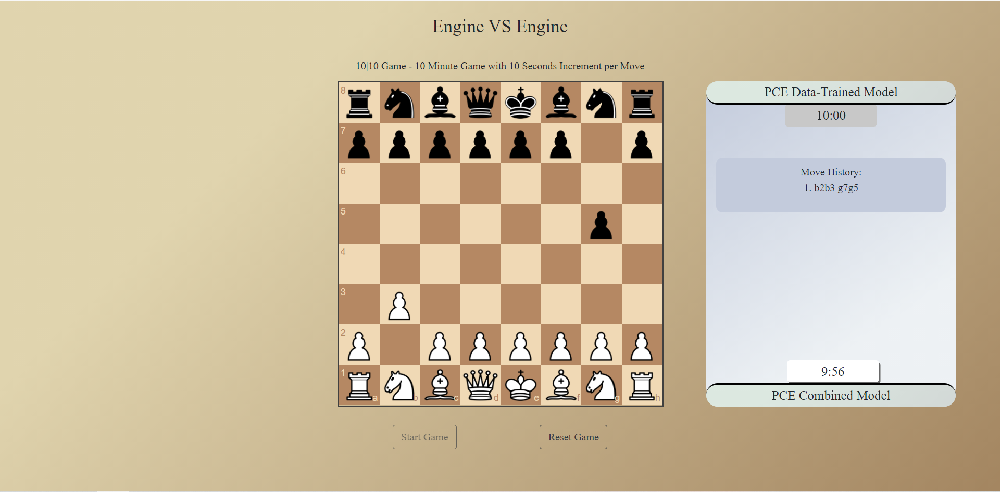 Engine VS Engine
10|10 Game - 10 Minute Game with 10 Seconds Increment per Move
8
7
6
5
4
3
2
1
a b c d e f g h
PCE Data-Trained Model
10:00
Move History:
1. b2b3 g7g5
9:56
PCE Combined Model
Start Game
Reset Game